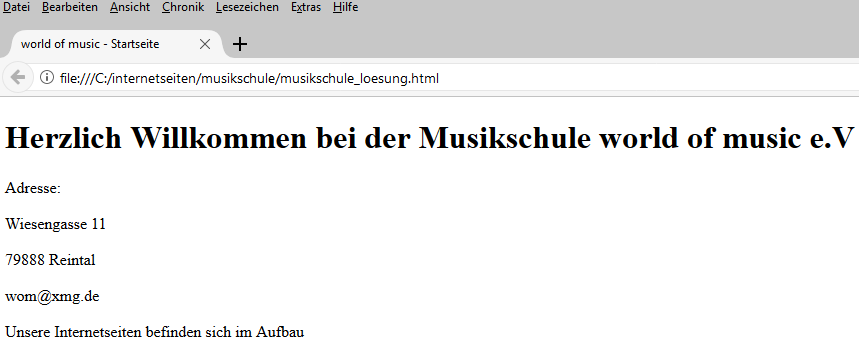 Datei Bearbeiten Ansicht Chronik Lesezeichen Extras Hilfe
world of music - Startseite
file:///C:/internetseiten/musikschule/musikschule_loesung.html
Herzlich Willkommen bei der Musikschule world of music e.V
Adresse:
Wiesengasse 11
79888 Reintal
wom@xmg.de
Unsere Internetseiten befinden sich im Aufbau